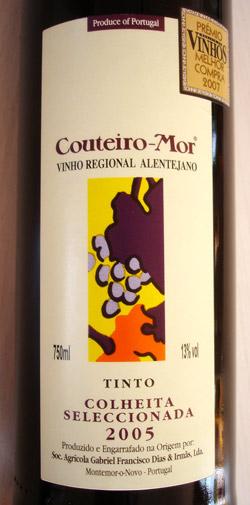 Produce of Portugal
PRÉMIO
VINHOS
MELHOR
COMPRA
2007
Couteiro-Mor®
VINHO REGIONAL ALENTEJANO
750ml
13% vol
TINTO
COLHEITA
SELECCIONADA
2005
Produzido e Engarrafado na Origem por:
Soc. Agrícola Gabriel Francisco Dias & Irmãs, Lda.
Montemor-o-Novo - Portugal